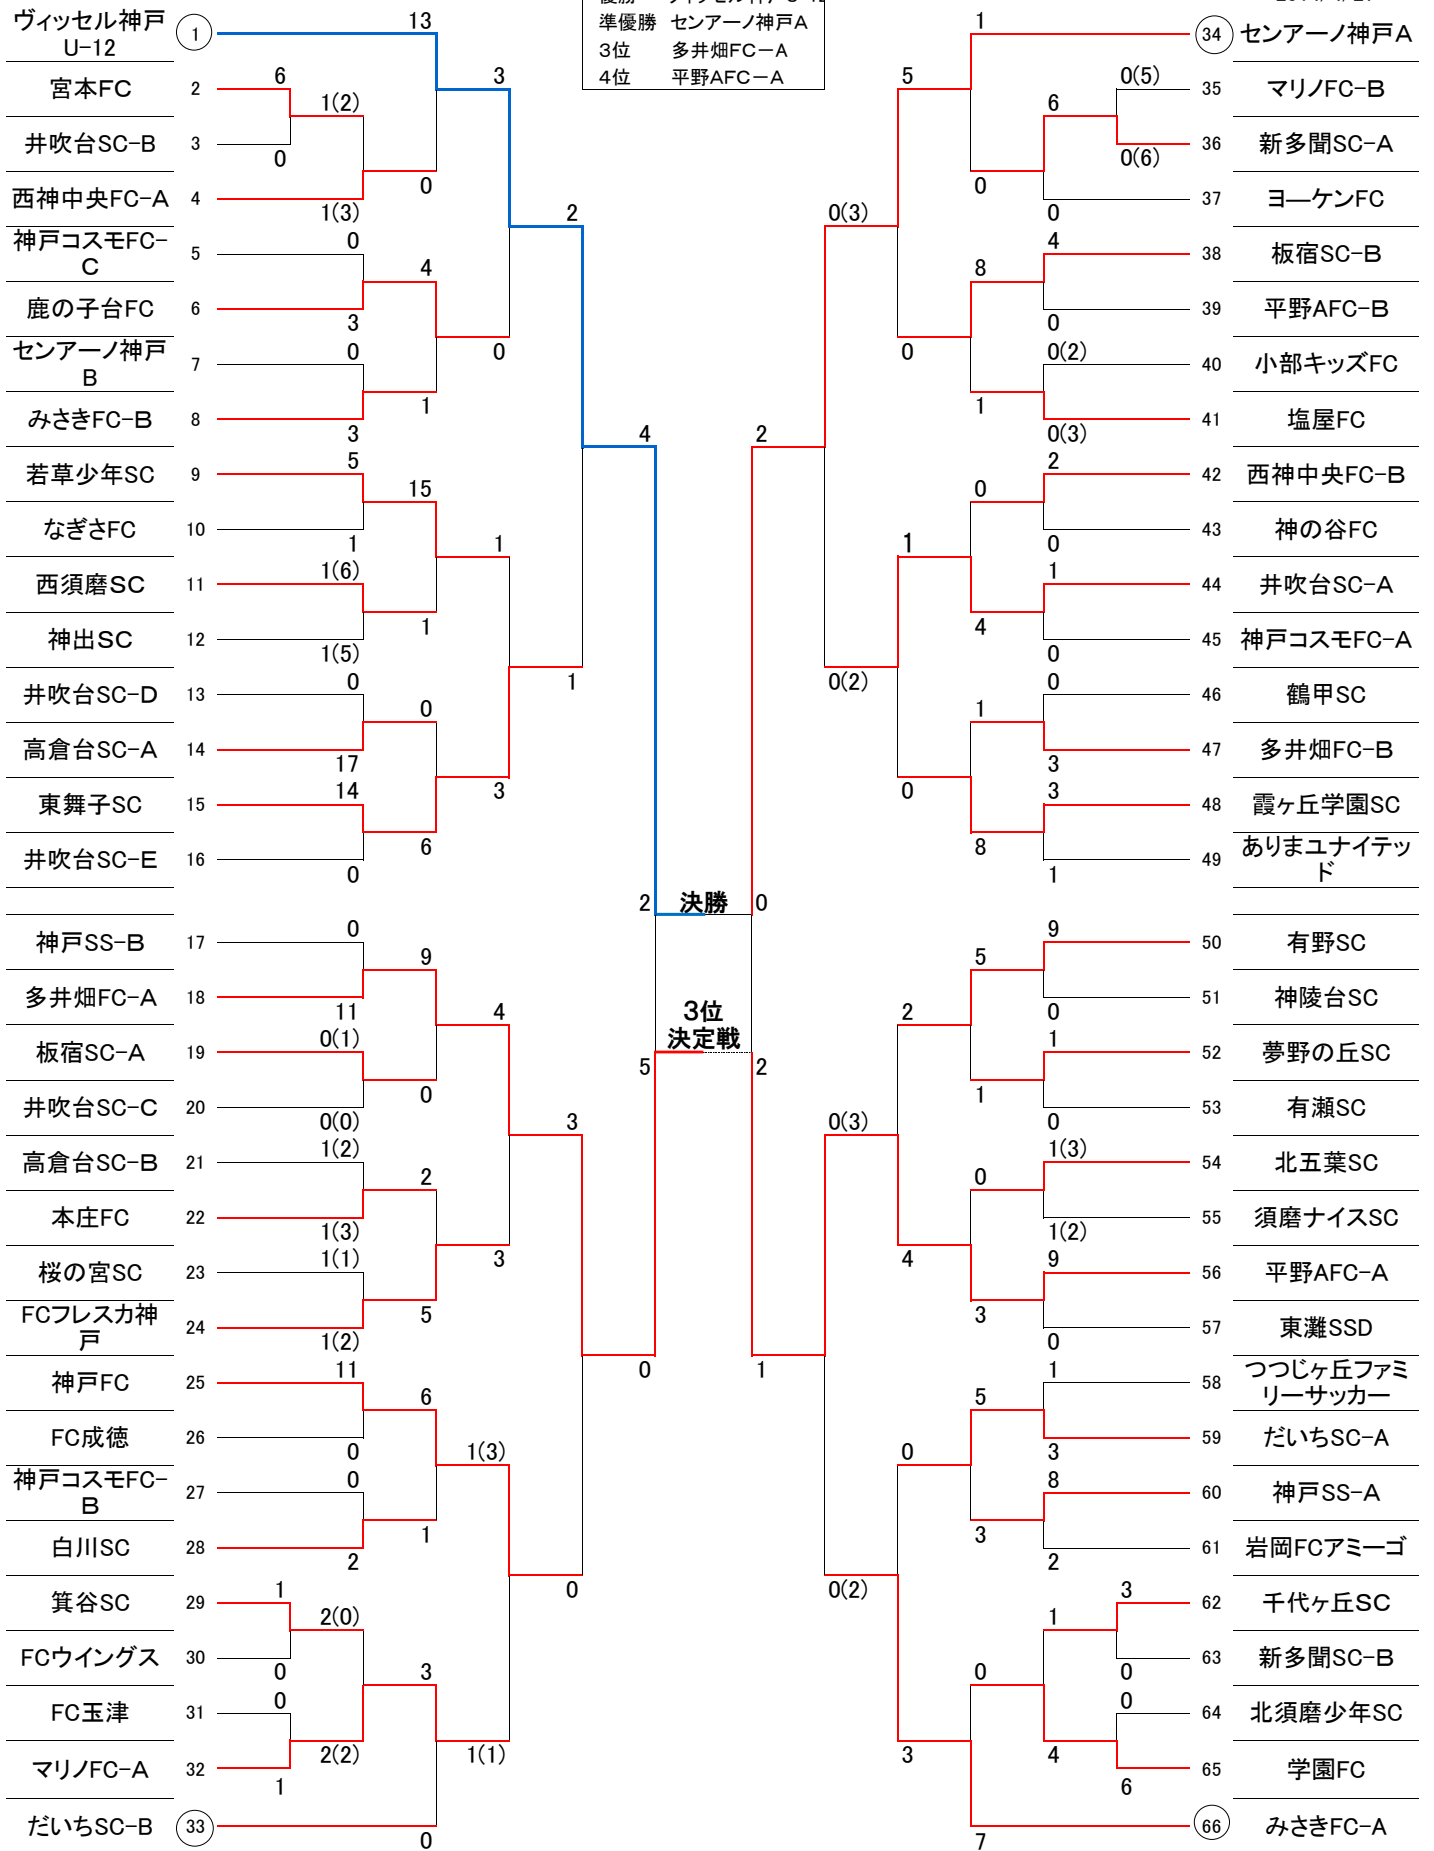 準優勝 センアーノ神戸A
3位 多井畑FC－A
4位 平野AFC－A
ヴィッセル神戸
U-12
1
13
宮本FC
2
6
3
1(2)
井吹台SC-B
3
0
0
西神中央FC-A
4
1(3)
2
神戸コスモFC-
C
5
0
4
鹿の子台FC
6
3
0
センアーノ神戸
B
7
0
1
みさきFC-B
8
3
4
若草少年SC
9
5
15
なぎさFC
10
1
1
西須磨SC
11
1(6)
1
神出SC
12
1(5)
1
井吹台SC-D
13
0
0
高倉台SC-A
14
17
3
東舞子SC
15
14
6
井吹台SC-E
16
0
2
決勝
0
神戸SS-B
17
0
9
多井畑FC-A
18
11
4
板宿SC-A
19
0(1)
0
井吹台SC-C
20
0(0)
3
高倉台SC-B
21
1(2)
2
本庄FC
22
1(3)
3
桜の宮SC
23
1(1)
5
FCフレスカ神
戸
24
1(2)
0
神戸FC
25
11
6
FC成徳
26
0
1(3)
神戸コスモFC-
B
27
0
1
白川SC
28
2
0
箕谷SC
29
1
2(0)
FCウイングス
30
0
3
FC玉津
31
0
2(2)
1(1)
マリノFC-A
32
1
だいちSC-B
33
0
3位
決定戦
5
2
1
34
センアーノ神戸A
5
0(5)
35
マリノFC-B
6
0(6)
36
新多聞SC-A
0
0
37
ヨ―ケンFC
0(3)
4
38
板宿SC-B
8
0
39
平野AFC-B
0
0(2)
40
小部キッズFC
1
0(3)
41
塩屋FC
2
2
42
西神中央FC-B
0
0
43
神の谷FC
1
1
44
井吹台SC-A
4
0
45
神戸コスモFC-A
0(2)
0
46
鶴甲SC
1
3
47
多井畑FC-B
0
3
48
霞ヶ丘学園SC
8
1
49
ありまユナイテッ
ド
9
50
有野SC
5
0
51
神陵台SC
2
1
52
夢野の丘SC
1
0
53
有瀬SC
0(3)
1(3)
54
北五葉SC
0
1(2)
55
須磨ナイスSC
4
9
56
平野AFC-A
3
0
57
東灘SSD
1
1
58
つつじヶ丘ファミ
リーサッカー
5
3
59
だいちSC-A
0
8
60
神戸SS-A
3
2
61
岩岡FCアミーゴ
0(2)
3
62
千代ヶ丘SC
1
0
63
新多聞SC-B
0
0
64
北須磨少年SC
3
4
6
65
学園FC
7
66
みさきFC-A